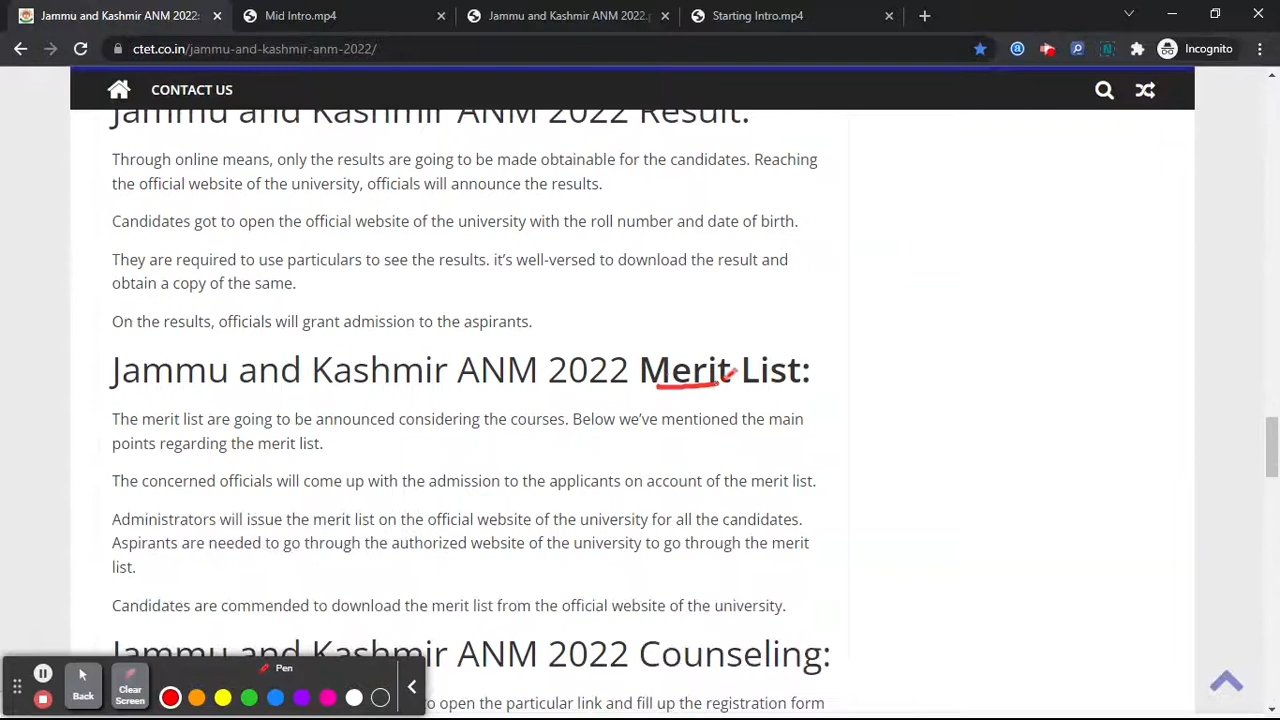 Jammu and Kashmir ANM 2022:
Mid Intro.mp4
Jammu and Kashmir ANM 2022.
Starting Intro.mp4
ctet.co.in/jammu-and-kashmir-anm-2022/
Incognito
CONTACT US
Jammu and Kashmir ANM 2022 Result:
Through online means, only the results are going to be made obtainable for the candidates. Reaching
the official website of the university, officials will announce the results.
Candidates got to open the official website of the university with the roll number and date of birth.
They are required to use particulars to see the results. it’s well-versed to download the result and
obtain a copy of the same.
On the results, officials will grant admission to the aspirants.
Jammu and Kashmir ANM 2022 Merit List:
The merit list are going to be announced considering the courses. Below we’ve mentioned the main
points regarding the merit list.
The concerned officials will come up with the admission to the applicants on account of the merit list.
Administrators will issue the merit list on the official website of the university for all the candidates.
Aspirants are needed to go through the authorized website of the university to go through the merit
list.
Candidates are commended to download the merit list from the official website of the university.
Jammu and Kashmir ANM 2022 Counseling:
to open the particular link and fill up the registration form
Pen
Back
Clear
Screen